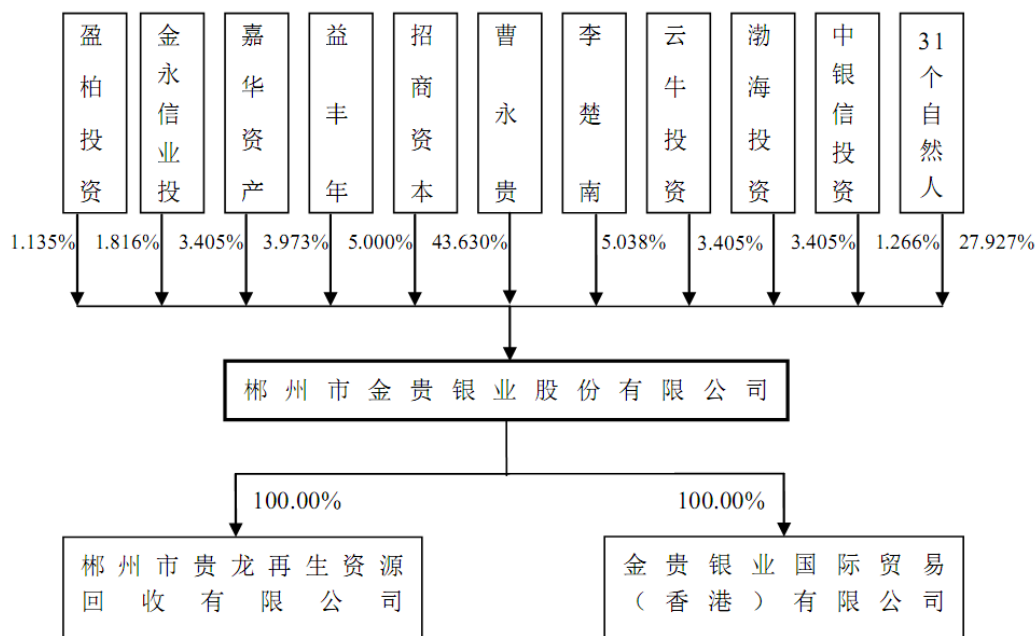 盈柏投资
金永信业投
嘉华资产
益丰年
招商资本
曹永贵
李楚南
云牛投资
渤海投资
中银信投资
31个自然人
1.135%
1.816%
3.405%
3.973%
5.000%
43.630%
5.038%
3.405%
3.405%
1.266%
27.927%
郴州市金贵银业股份有限公司
100.00%
100.00%
郴州市贵龙再生资源
回收有限公司
金贵银业国际贸易
（香港）有限公司